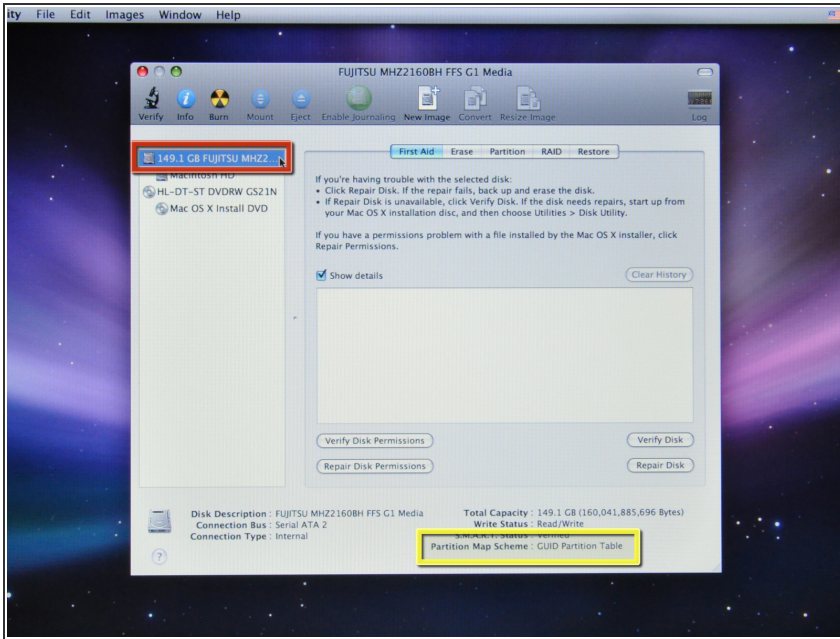 ity File Edit Images Window Help
FUJITSU MHZ2160BH FFS G1 Media
Verify Info Burn Mount Eject Enable Journaling New Image Convert Resize Image Log
149.1 GB FUJITSU MHZ2...
Macintosh HD
HL-DT-ST DVDRW GS21N
Mac OS X Install DVD
First Aid Erase Partition RAID Restore
If you're having trouble with the selected disk:
• Click Repair Disk. If the repair fails, back up and erase the disk.
• If Repair Disk is unavailable, click Verify Disk. If the disk needs repairs, start up from
your Mac OS X installation disc, and then choose Utilities > Disk Utility.
If you have a permissions problem with a file installed by the Mac OS X installer, click
Repair Permissions.
Show details
Clear History
Verify Disk Permissions
Verify Disk
Repair Disk Permissions
Repair Disk
Disk Description : FUJITSU MHZ2160BH FFS G1 Media
Connection Bus : Serial ATA 2
Connection Type : Internal
Total Capacity : 149.1 GB (160,041,885,696 Bytes)
Write Status : Read/Write
S.M.A.R.T. Status : Verified
Partition Map Scheme : GUID Partition Table
?